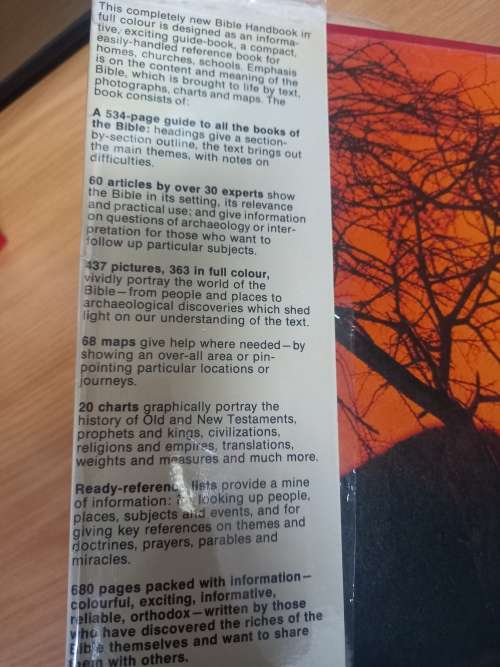 This completely new Bible Handbook in
full colour is designed as an informa-
tive, exciting guide-book, a compact,
easily-handled reference book for
homes, churches, schools. Emphasis
is on the content and meaning of the
Bible, which is brought to life by text,
photographs, charts and maps. The
book consists of:
A 534-page guide to all the books of
the Bible: headings give a section-
by-section outline, the text brings out
the main themes, with notes on
difficulties.
60 articles by over 30 experts show
the Bible in its setting, its relevance
and practical use; and give information
on questions of archaeology or inter-
pretation for those who want to
follow up particular subjects.
437 pictures, 363 in full colour,
vividly portray the world of the
Bible—from people and places to
archaeological discoveries which shed
light on our understanding of the text.
68 maps give help where needed—by
showing an over-all area or pin-
pointing particular locations or
journeys.
20 charts graphically portray the
history of Old and New Testaments,
prophets and kings, civilizations,
religions and empires, translations,
weights and measures and much more.
Ready-reference lists provide a mine
of information: for looking up people,
places, subjects and events, and for
giving key references on themes and
doctrines, prayers, parables and
miracles.
680 pages packed with information—
colourful, exciting, informative,
reliable, orthodox—written by those
who have discovered the riches of the
Bible themselves and want to share
them with others.